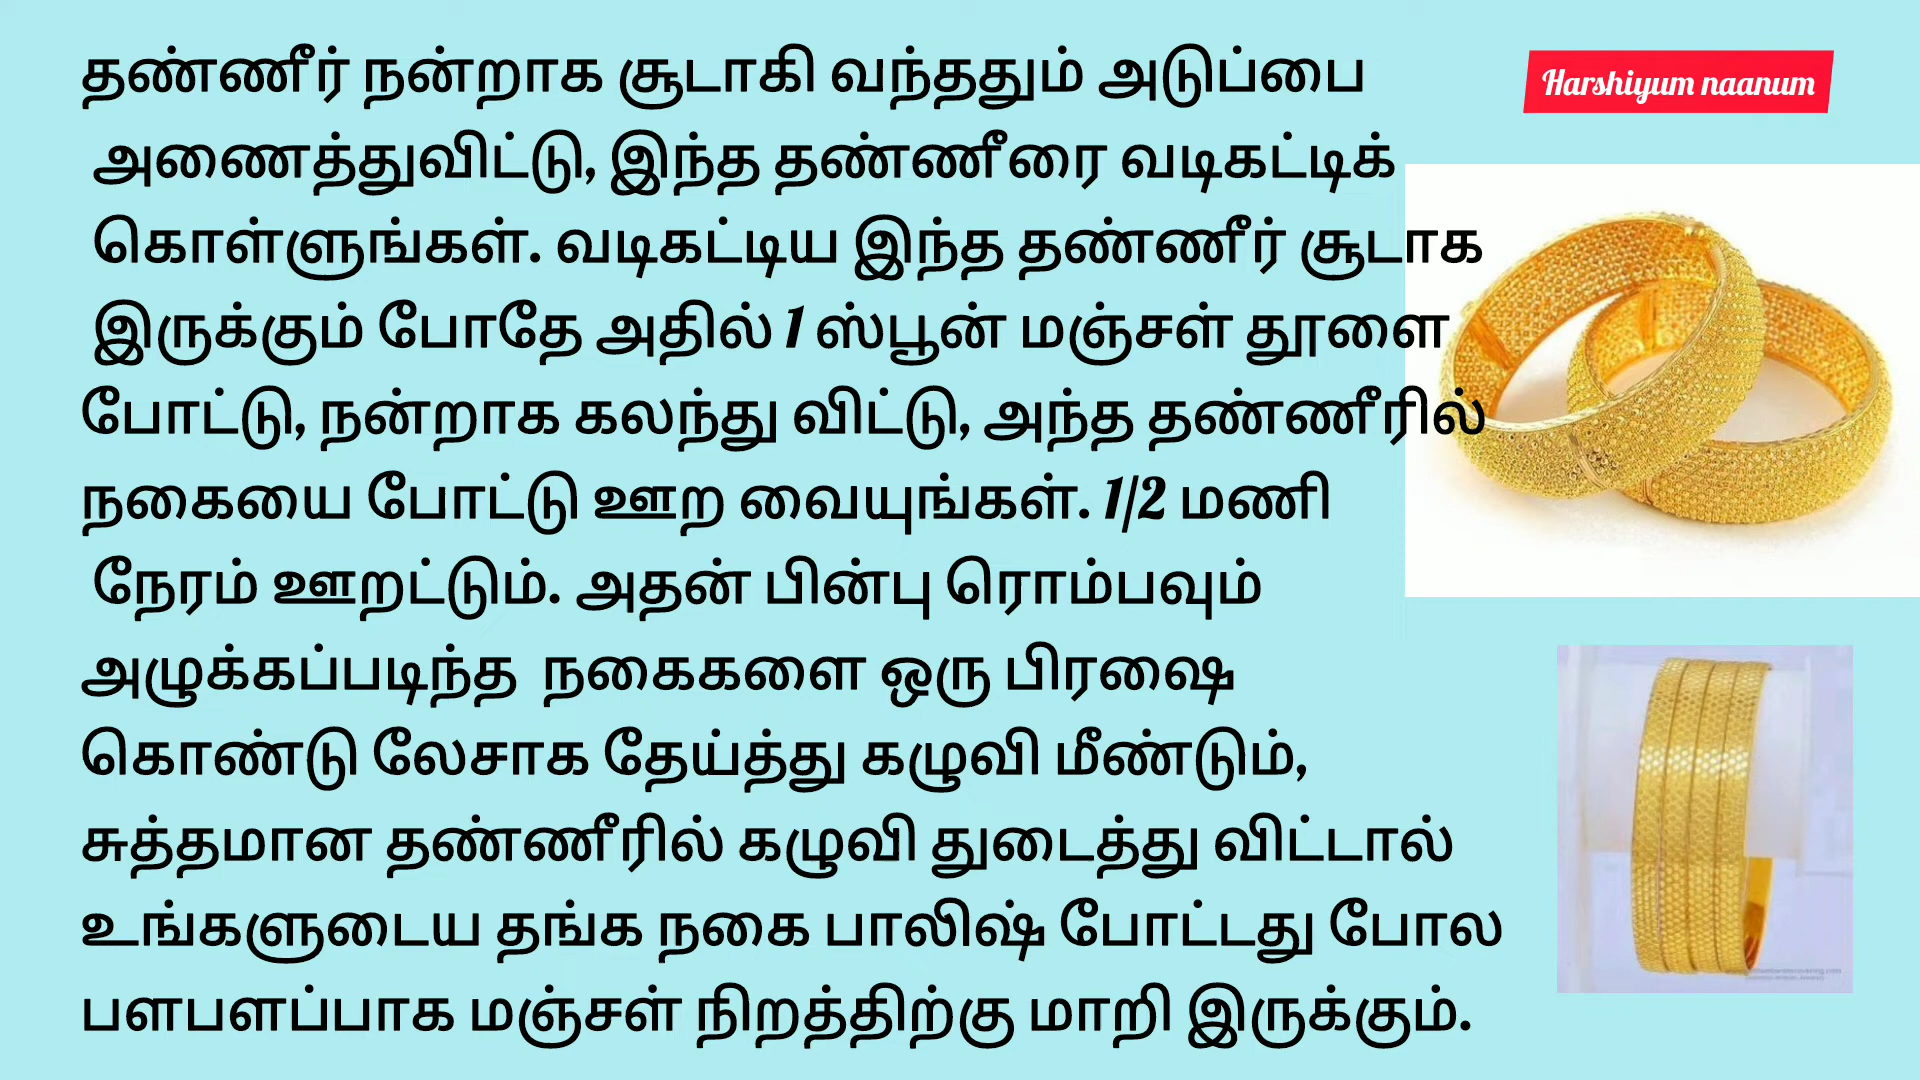 தண்ணீர் நன்றாக சூடாகி வந்ததும் அடுப்பை
அணைத்துவிட்டு, இந்த தண்ணீரை வடிகட்டிக்
கொள்ளுங்கள். வடிகட்டிய இந்த தண்ணீர் சூடாக
இருக்கும் போதே அதில் 1 ஸ்பூன் மஞ்சள் தூளை
போட்டு, நன்றாக கலந்து விட்டு, அந்த தண்ணீரில்
நகையை போட்டு ஊற வையுங்கள். 1/2 மணி
நேரம் ஊறட்டும். அதன் பின்பு ரொம்பவும்
அழுக்கப்படிந்த நகைகளை ஒரு பிரஷை
கொண்டு லேசாக தேய்த்து கழுவி மீண்டும்,
சுத்தமான தண்ணீரில் கழுவி துடைத்து விட்டால்
உங்களுடைய தங்க நகை பாலிஷ் போட்டது போல
பளபளப்பாக மஞ்சள் நிறத்திற்கு மாறி இருக்கும்.
Harshiyum naanum